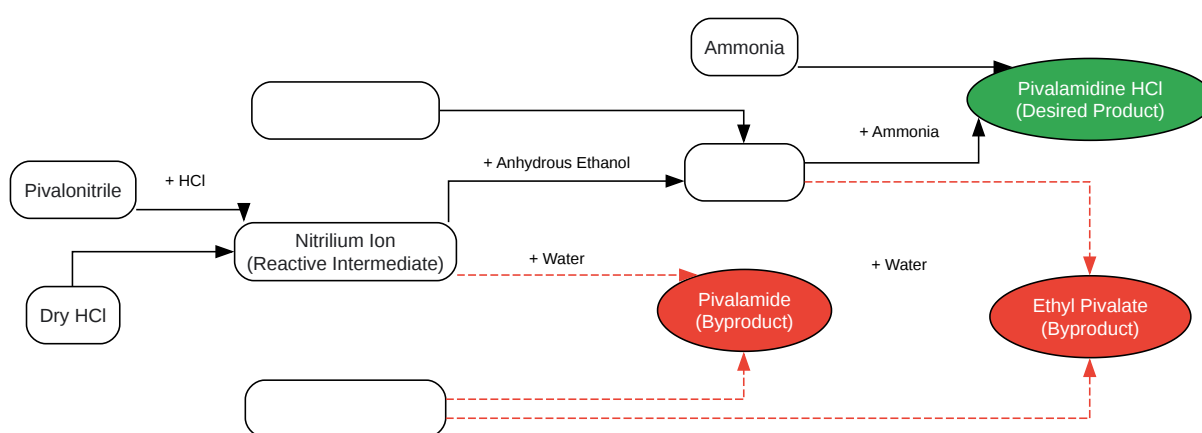 Ammonia
Pivalamidine HCl
(Desired Product)
+ Ammonia
+ Anhydrous Ethanol
Pivalonitrile
+ HCl
Nitrilium Ion
(Reactive Intermediate)
+ Water
+ Water
Pivalamide
(Byproduct)
Ethyl Pivalate
(Byproduct)
Dry HCl